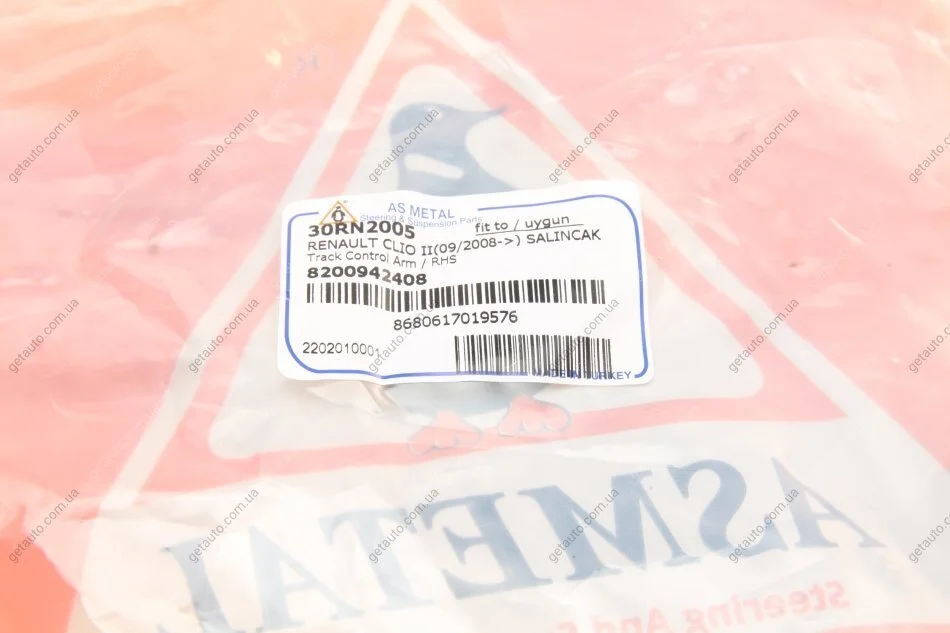 AS METAL
Steering & Suspension Parts
30RN2005 fit to / uygun
RENAULT CLIO II(09/2008->) SALINCAK
Track Control Arm / RHS
8200942408
8680617019576
2202010001
MADE IN TURKEY
ASMETAL
Steering And
getauto.com.ua